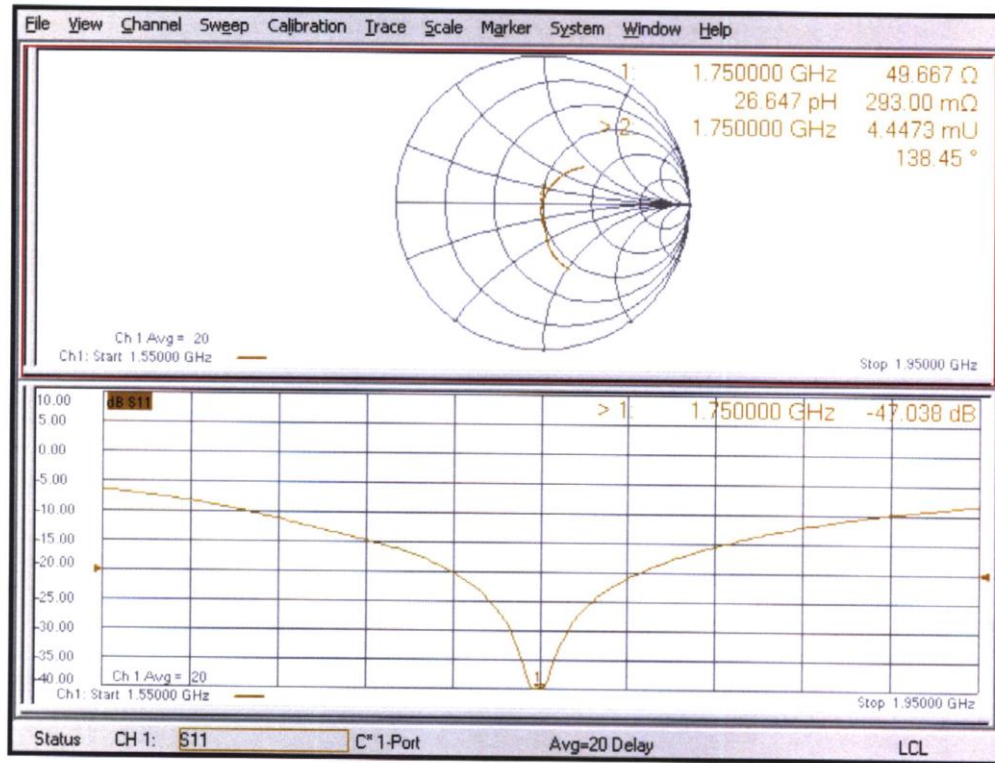 File View Channel Sweep Calibration Trace Scale Marker System Window Help
1: 1.750000 GHz 49.667 Ω
26.647 pH 293.00 mΩ
> 2: 1.750000 GHz 4.4473 mU
138.45 °
Ch 1 Avg = 20
Ch1: Start 1.55000 GHz
Stop 1.95000 GHz
10.00
dB S11
> 1: 1.750000 GHz -47.038 dB
5.00
0.00
-5.00
-10.00
-15.00
-20.00
-25.00
-30.00
-35.00
-40.00
1
Ch 1 Avg = 20
Ch1: Start 1.55000 GHz
Stop 1.95000 GHz
Status CH 1: S11 C* 1-Port Avg=20 Delay LCL